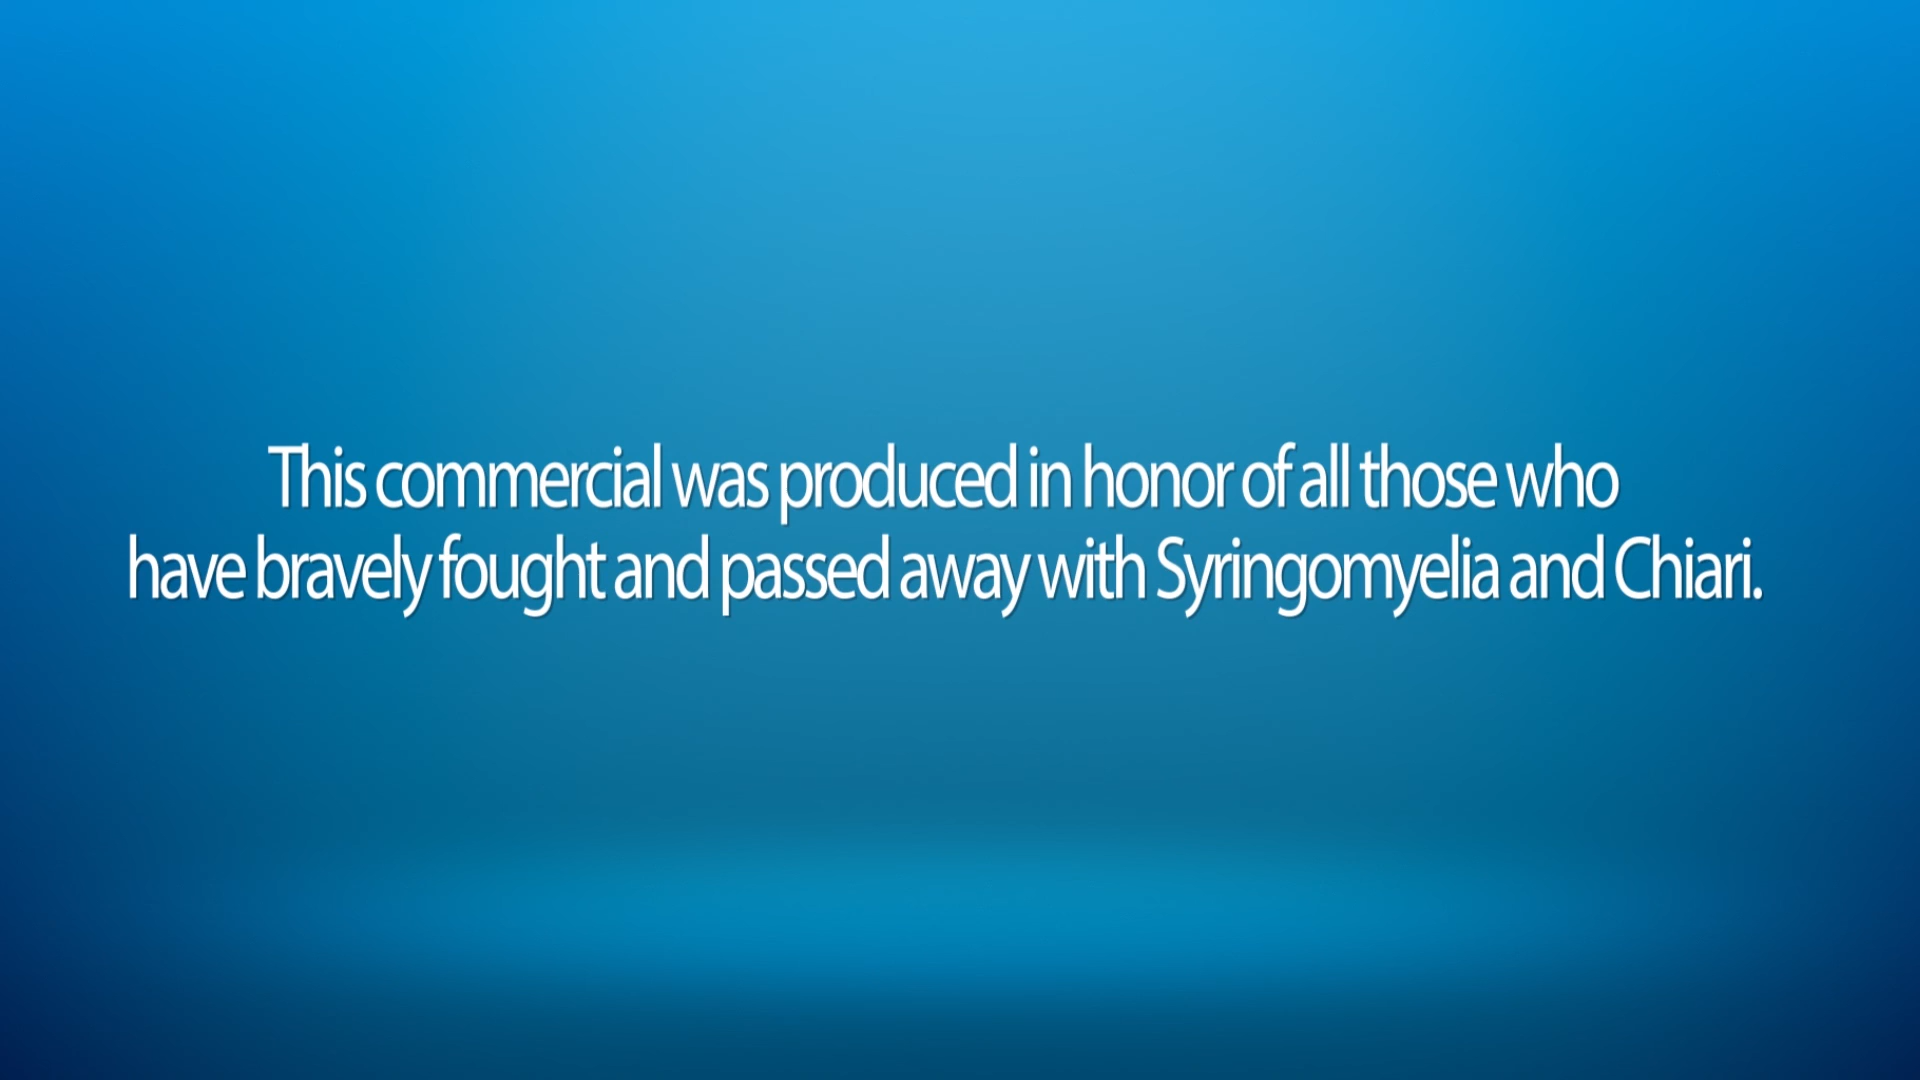 This commercial was produced in honor of all those who
have bravely fought and passed away with Syringomyelia and Chiari.